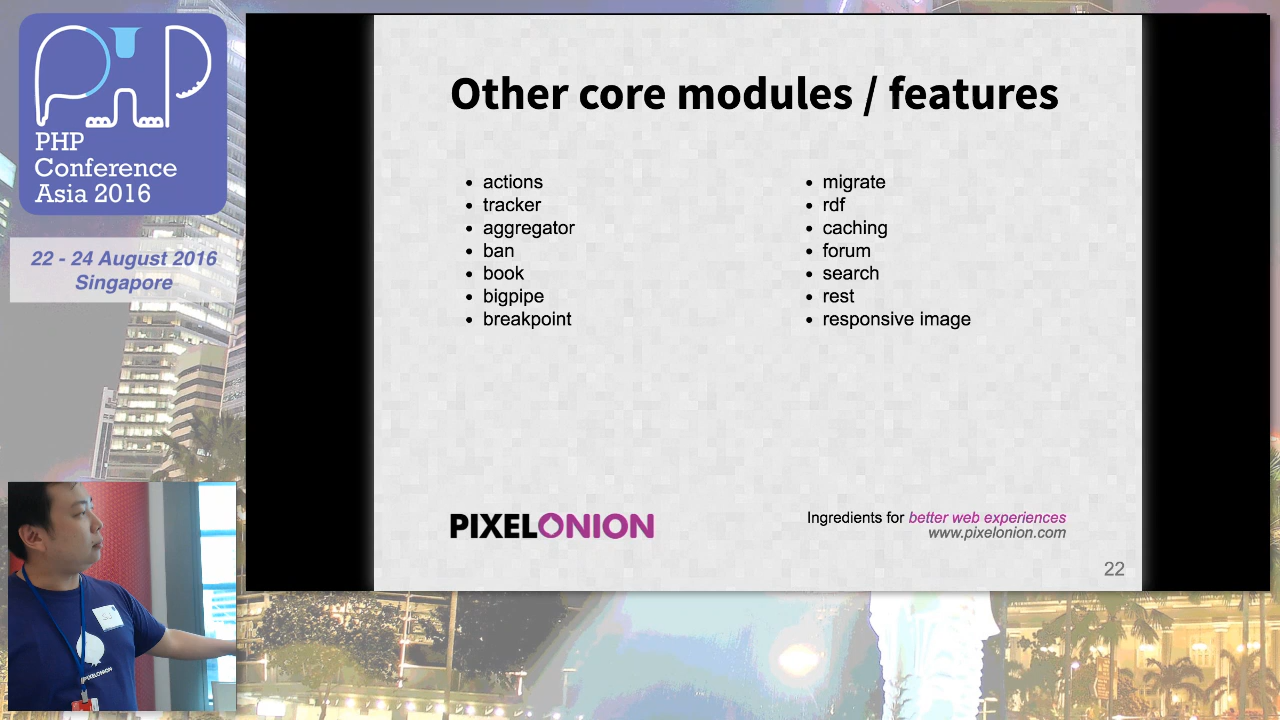 PHP
Conference
Asia 2016
22 - 24 August 2016
Singapore
Other core modules / features
actions
tracker
aggregator
ban
book
bigpipe
breakpoint
migrate
rdf
caching
forum
search
rest
responsive image
PIXELONION
Ingredients for better web experiences
www.pixelonion.com
22
PIXELONION